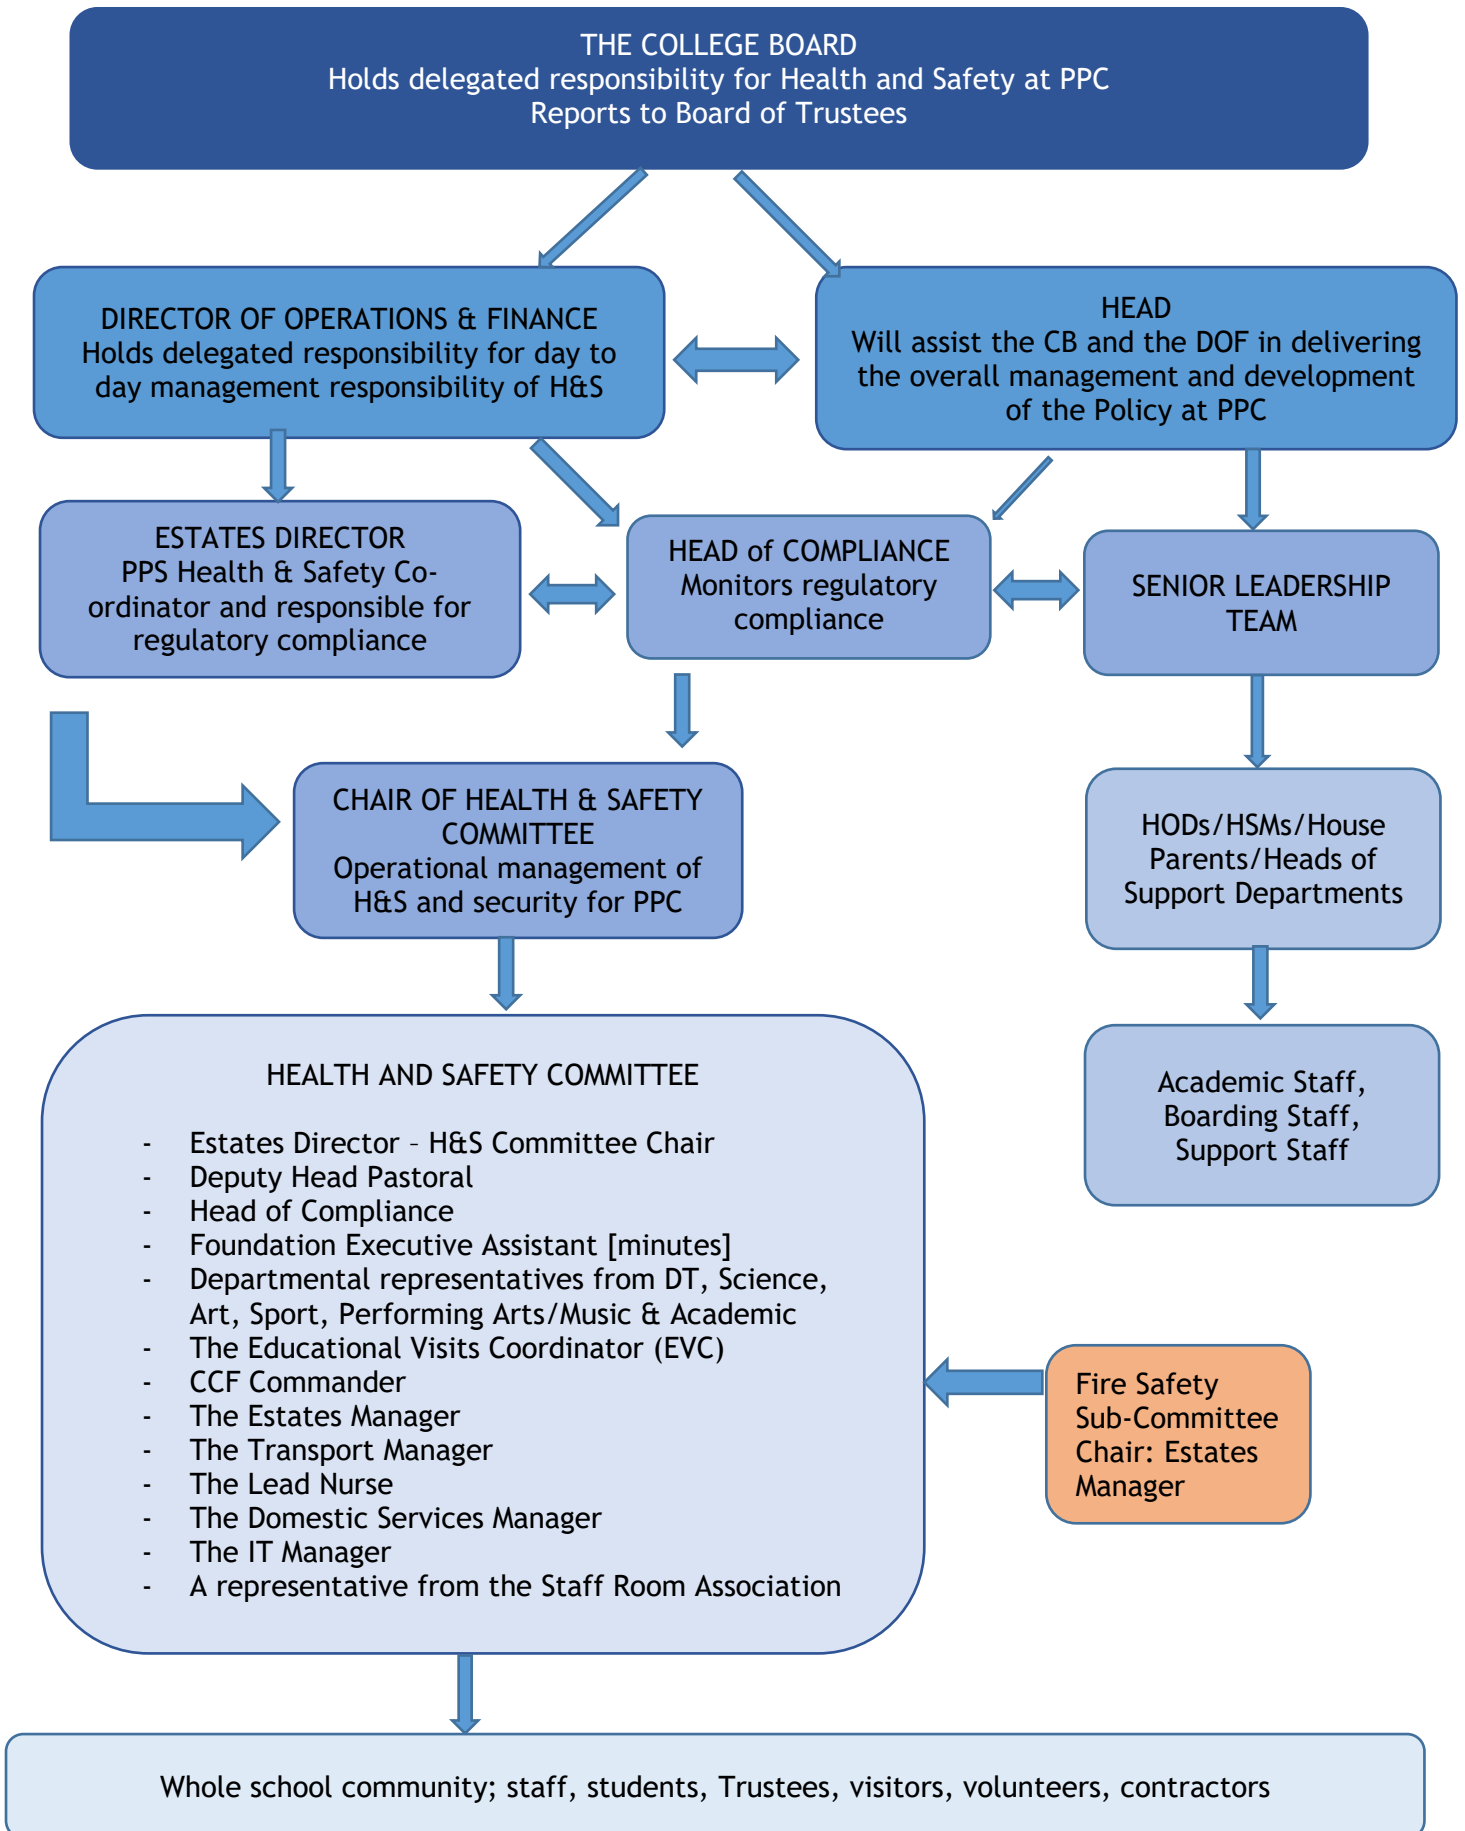 THE COLLEGE BOARD
Holds delegated responsibility for Health and Safety at PPC
Reports to Board of Trustees
DIRECTOR OF OPERATIONS & FINANCE
Holds delegated responsibility for day to
day management responsibility of H&S
HEAD
Will assist the CB and the DOF in delivering
the overall management and development
of the Policy at PPC
ESTATES DIRECTOR
PPS Health & Safety Co-
ordinator and responsible for
regulatory compliance
HEAD of COMPLIANCE
Monitors regulatory
compliance
SENIOR LEADERSHIP
TEAM
CHAIR OF HEALTH & SAFETY
COMMITTEE
Operational management of
H&S and security for PPC
HODs/HSMs/House
Parents/Heads of
Support Departments
Academic Staff,
Boarding Staff,
Support Staff
HEALTH AND SAFETY COMMITTEE
- Estates Director – H&S Committee Chair
- Deputy Head Pastoral
- Head of Compliance
- Foundation Executive Assistant [minutes]
- Departmental representatives from DT, Science,
Art, Sport, Performing Arts/Music & Academic
- The Educational Visits Coordinator (EVC)
- CCF Commander
- The Estates Manager
- The Transport Manager
- The Lead Nurse
- The Domestic Services Manager
- The IT Manager
- A representative from the Staff Room Association
Fire Safety
Sub-Committee
Chair: Estates
Manager
Whole school community; staff, students, Trustees, visitors, volunteers, contractors